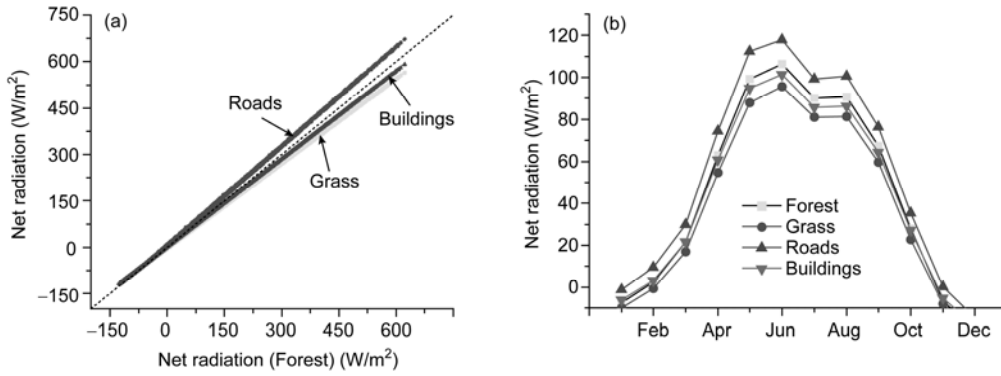 (a)
750
600
450
300
150
0
−150
Net radiation (W/m²)
Roads
Buildings
Grass
−150 0 150 300 450 600
Net radiation (Forest) (W/m²)
(b)
120
100
80
60
40
20
0
Net radiation (W/m²)
Forest
Grass
Roads
Buildings
Feb Apr Jun Aug Oct Dec